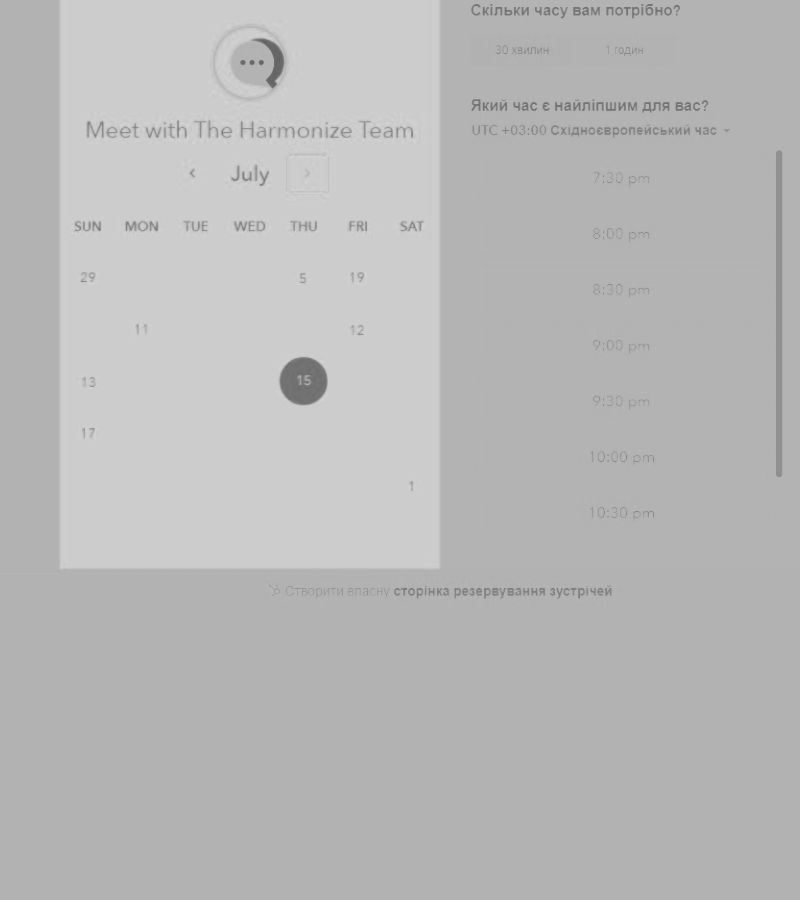 Meet with The Harmonize Team
July
SUN MON TUE WED THU FRI SAT
29 5 19
11 12
13 15
17
1
Скільки часу вам потрібно?
30 хвилин 1 годин
Який час є найліпшим для вас?
UTC +03:00 Східноєвропейський час
7:30 pm
8:00 pm
8:30 pm
9:00 pm
9:30 pm
10:00 pm
10:30 pm
Створити власну сторінка резервування зустрічей